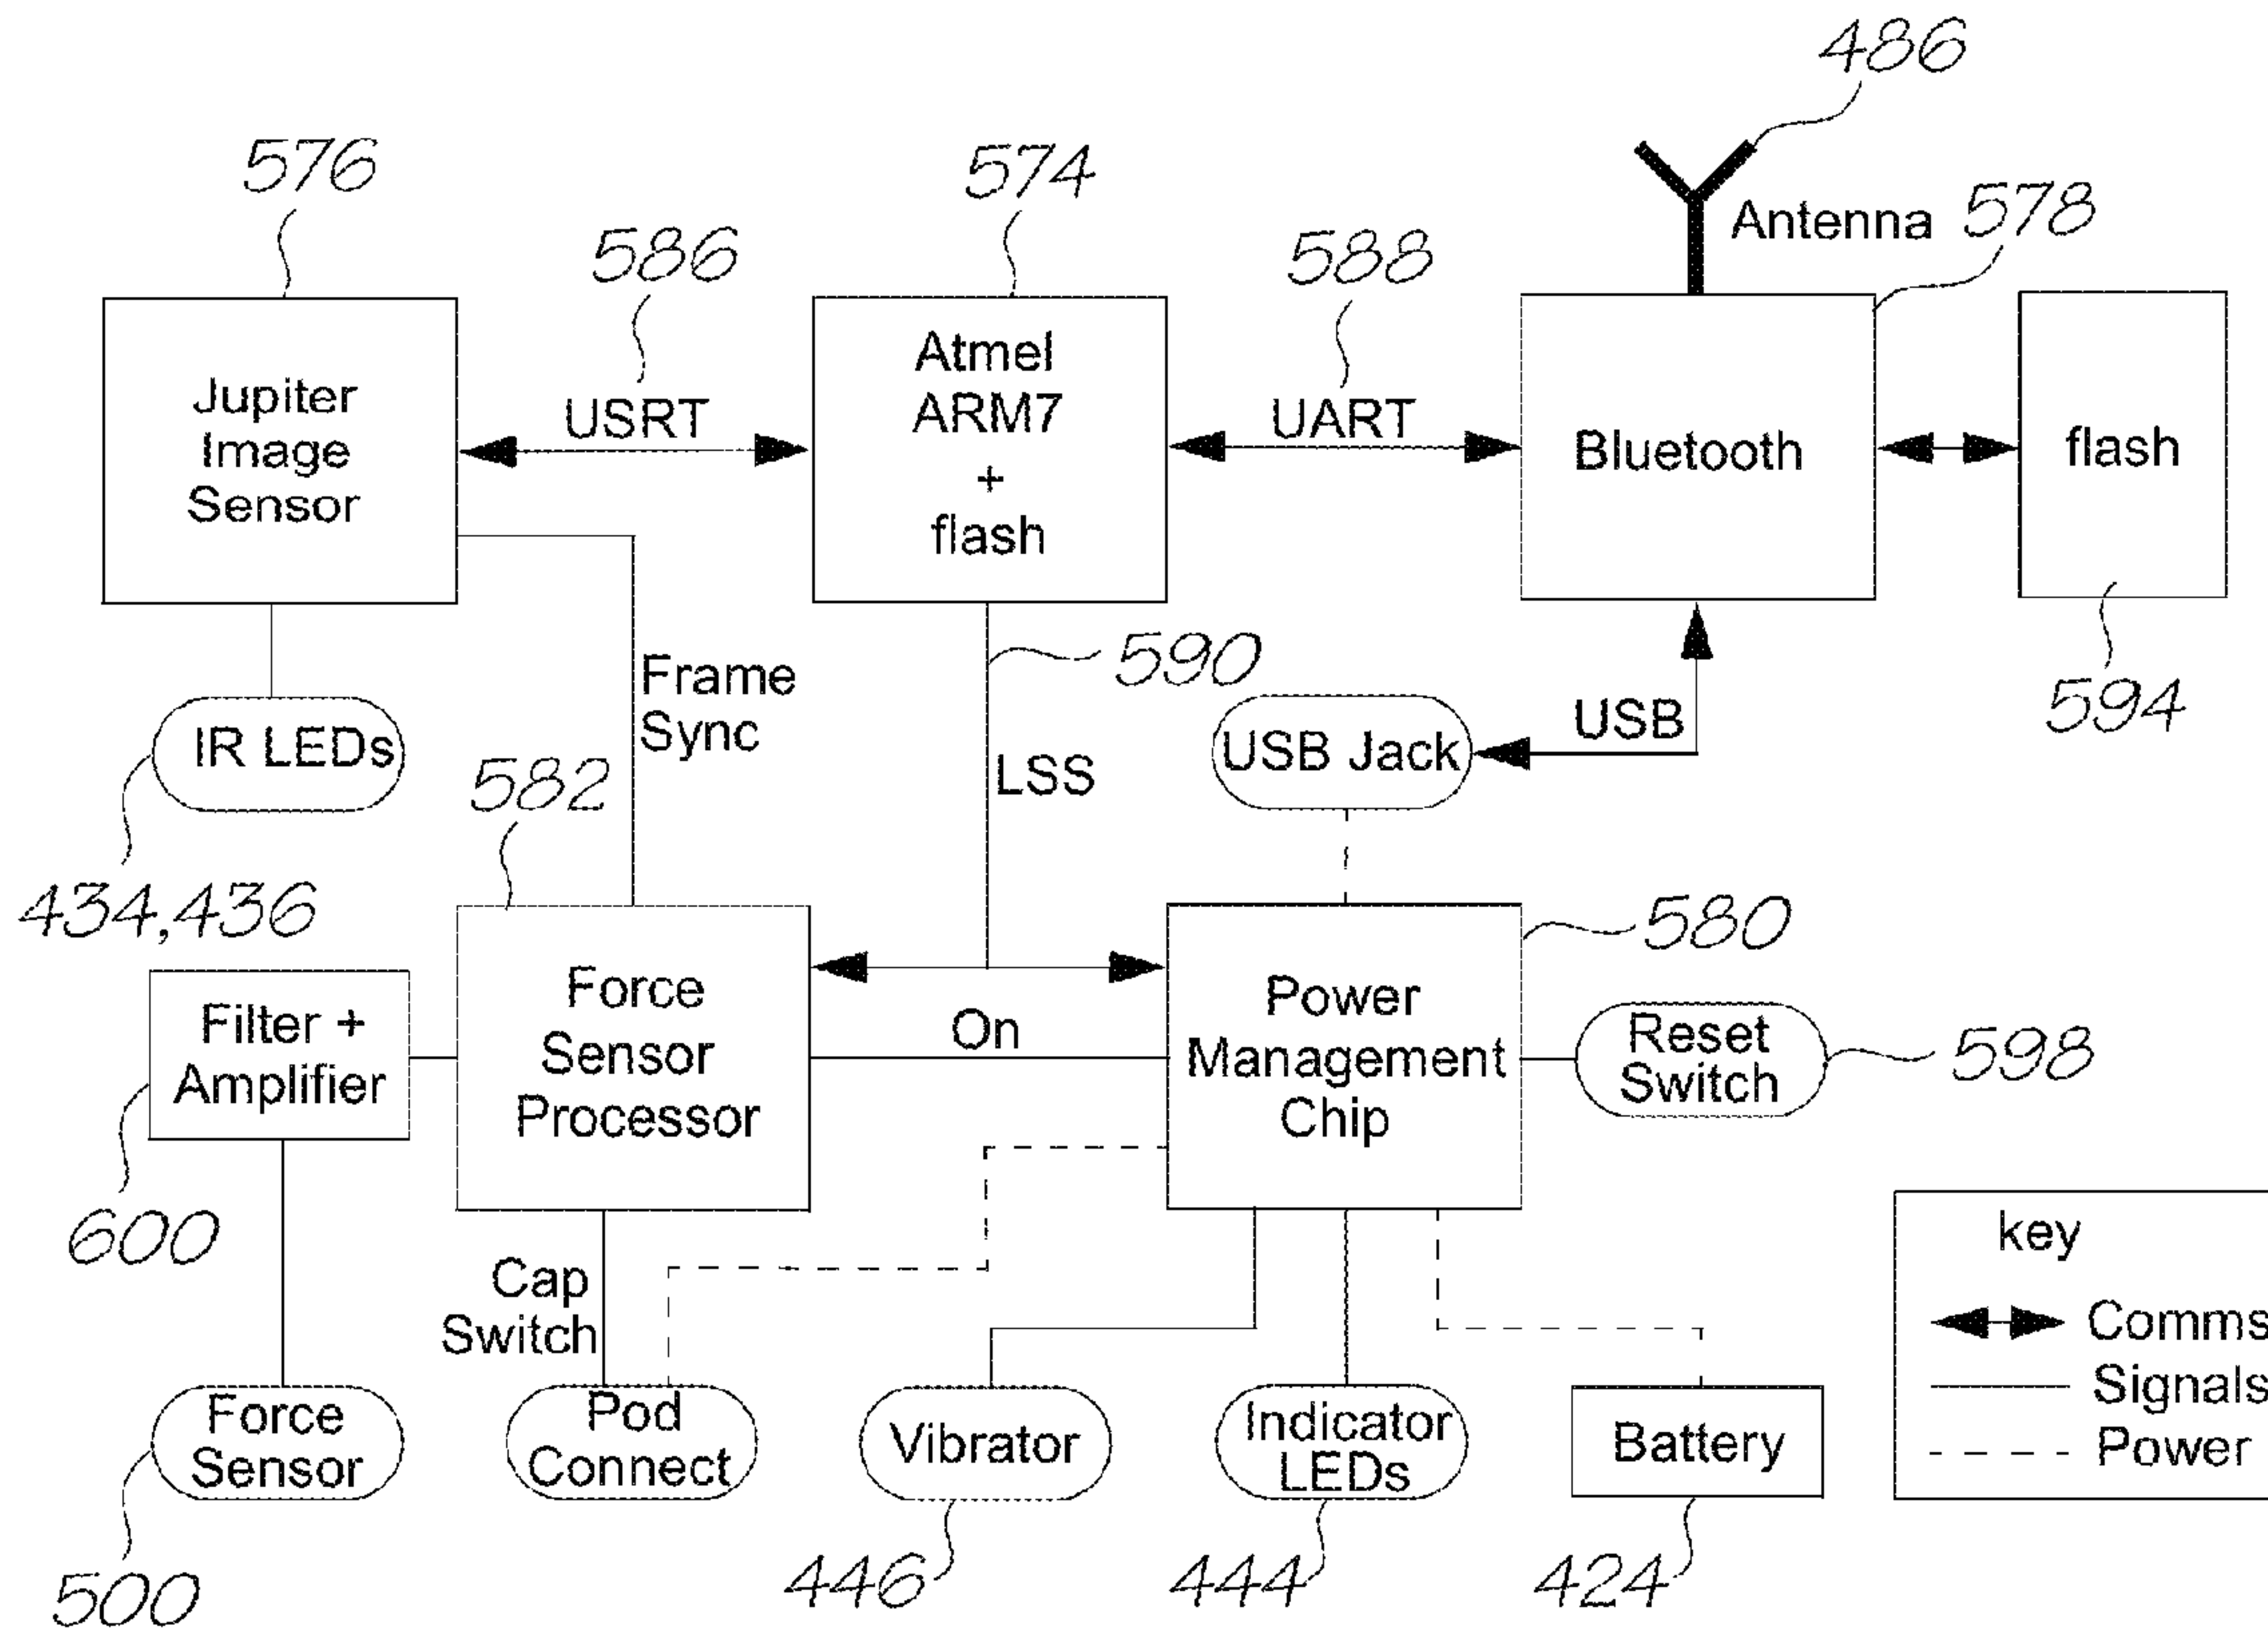 486
576
574
Antenna 578
586
588
Jupiter
Image
Sensor
USRT
Atmel
ARM7
+
flash
UART
Bluetooth
flash
590
594
Frame
Sync
IR LEDs
582
LSS
USB Jack
USB
434,436
580
Filter +
Amplifier
Force
Sensor
Processor
On
Power
Management
Chip
Reset
Switch
598
600
Cap
Switch
key
Comms
Signals
Power
Force
Sensor
Pod
Connect
Vibrator
Indicator
LEDs
Battery
500
446
444
424